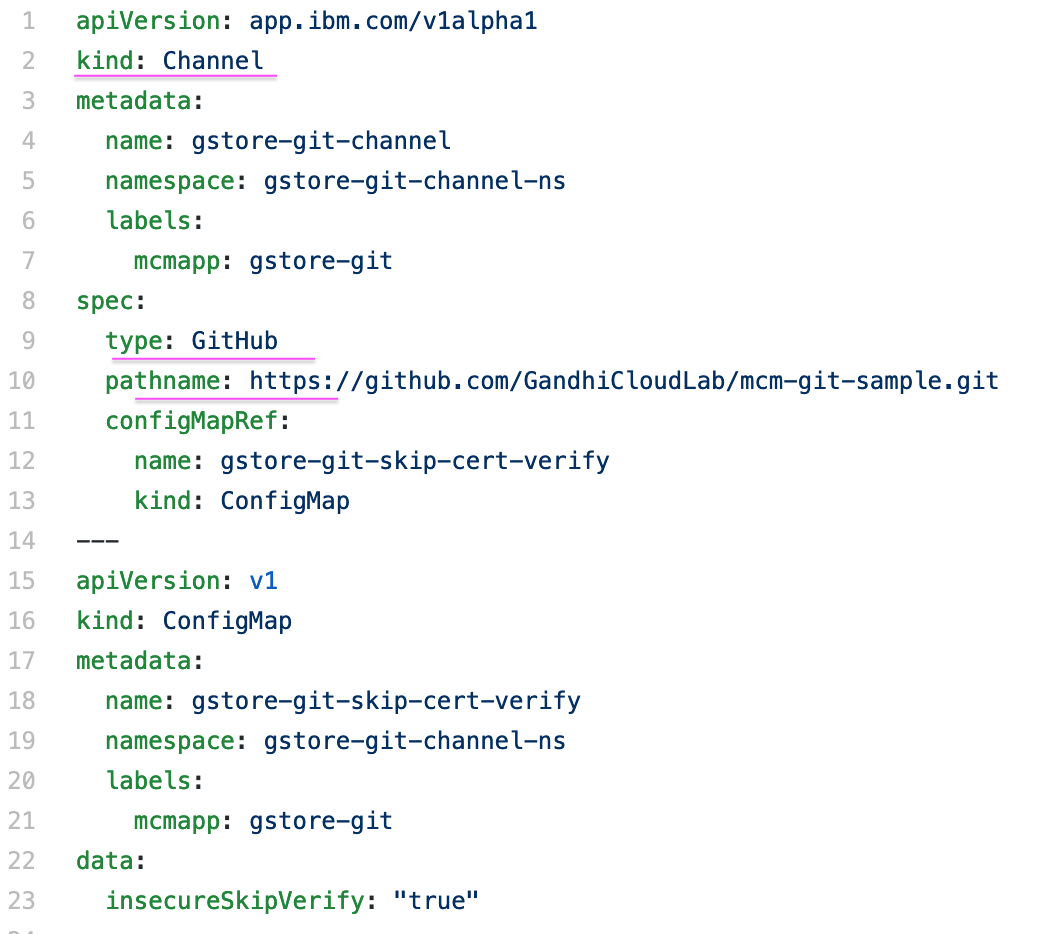 1 apiVersion: app.ibm.com/v1alpha1
2 kind: Channel
3 metadata:
4   name: gstore-git-channel
5   namespace: gstore-git-channel-ns
6   labels:
7     mcmapp: gstore-git
8 spec:
9   type: GitHub
10   pathname: https://github.com/GandhiCloudLab/mcm-git-sample.git
11   configMapRef:
12     name: gstore-git-skip-cert-verify
13     kind: ConfigMap
14 ---
15 apiVersion: v1
16 kind: ConfigMap
17 metadata:
18   name: gstore-git-skip-cert-verify
19   namespace: gstore-git-channel-ns
20   labels:
21     mcmapp: gstore-git
22 data:
23   insecureSkipVerify: "true"